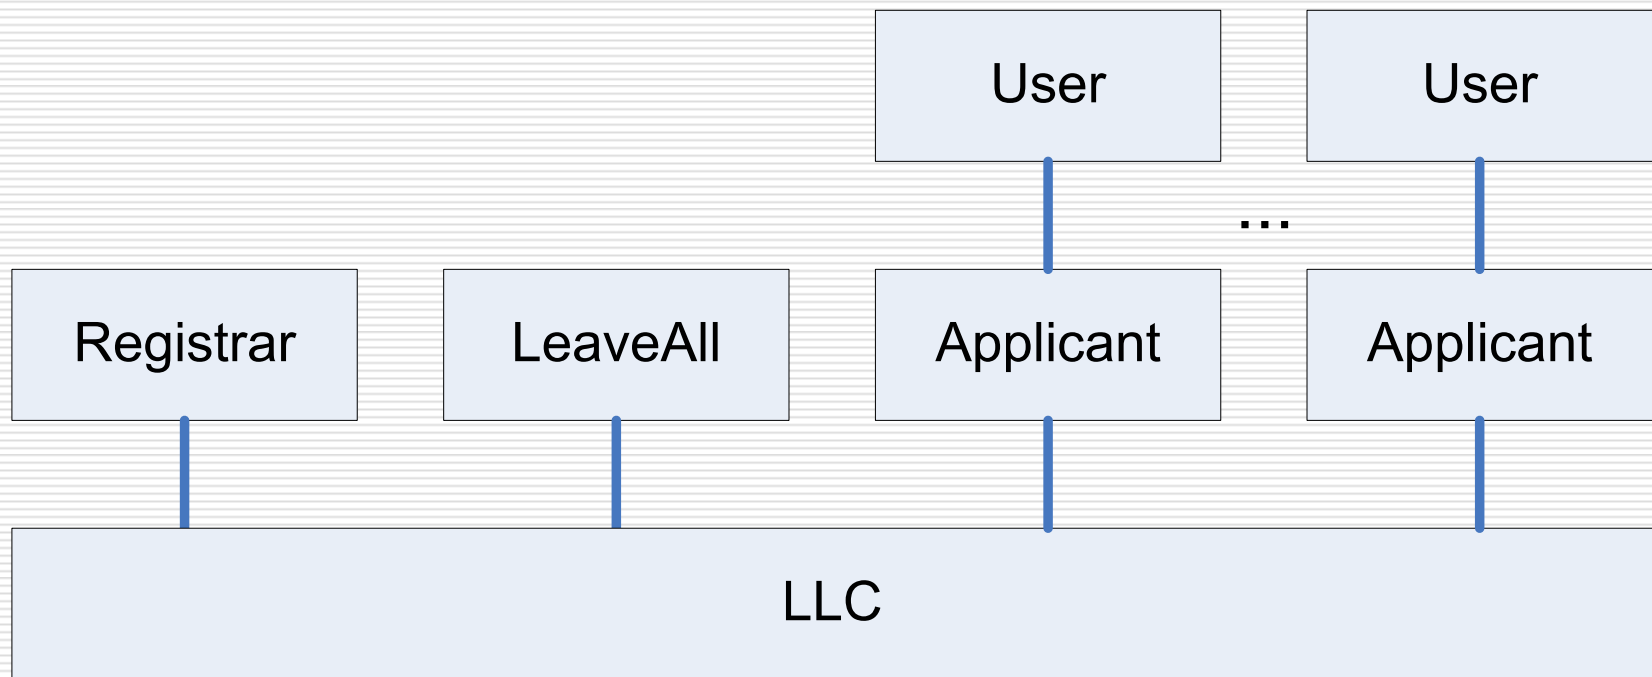 User
User
...
Registrar
LeaveAll
Applicant
Applicant
LLC